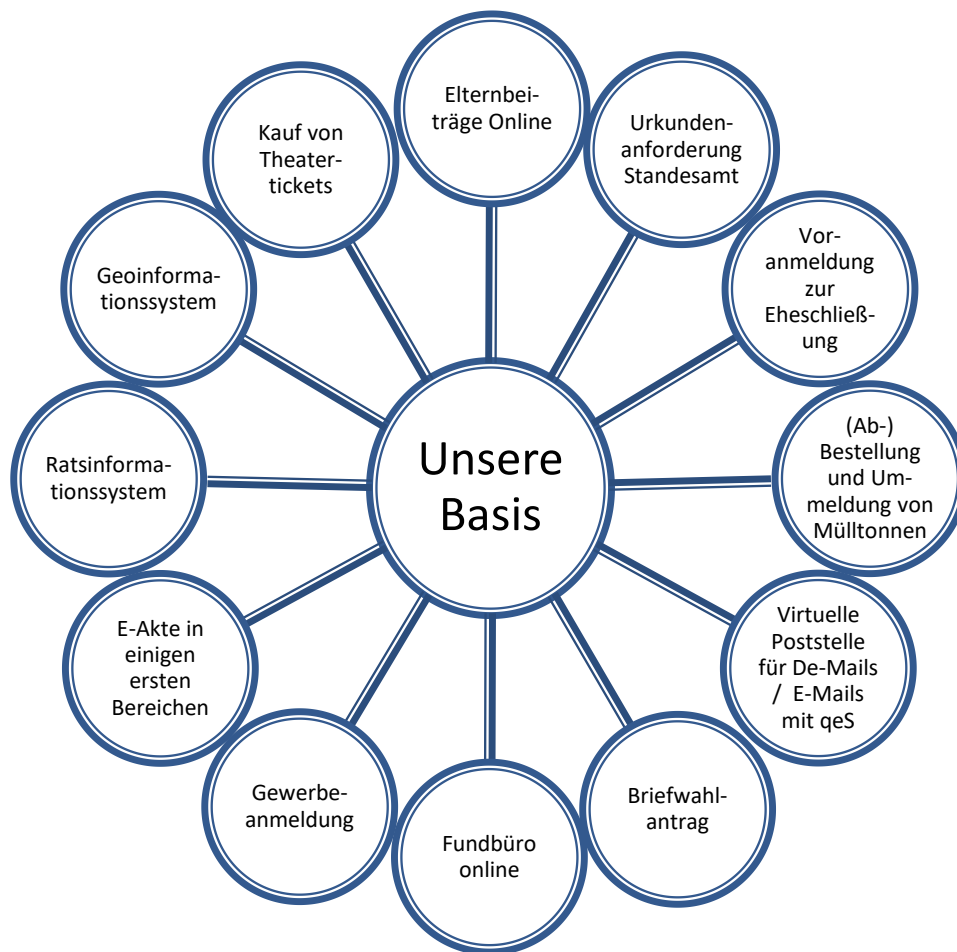 Elternbei-
träge Online
Urkunden-
anforderung
Standesamt
Vor-
anmeldung
zur
Eheschließ-
ung
(Ab-)
Bestellung
und Um-
meldung von
Mülltonnen
Virtuelle
Poststelle
für De-Mails
/ E-Mails
mit qeS
Briefwahl-
antrag
Fundbüro
online
Gewerbe-
anmeldung
E-Akte in
einigen
ersten
Bereichen
Ratsinforma-
tionssystem
Geoinforma-
tionssystem
Kauf von
Theater-
tickets
Unsere
Basis